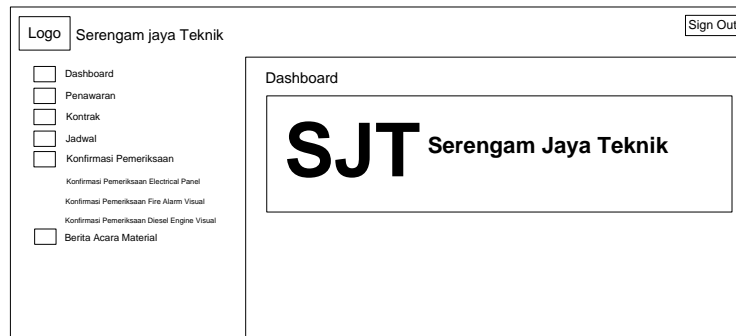 Logo Serengam jaya Teknik
Sign Out
Dashboard
Penawaran
Kontrak
Jadwal
Konfirmasi Pemeriksaan
Konfirmasi Pemeriksaan Electrical Panel
Konfirmasi Pemeriksaan Fire Alarm Visual
Konfirmasi Pemeriksaan Diesel Engine Visual
Berita Acara Material
Dashboard
SJT Serengam Jaya Teknik